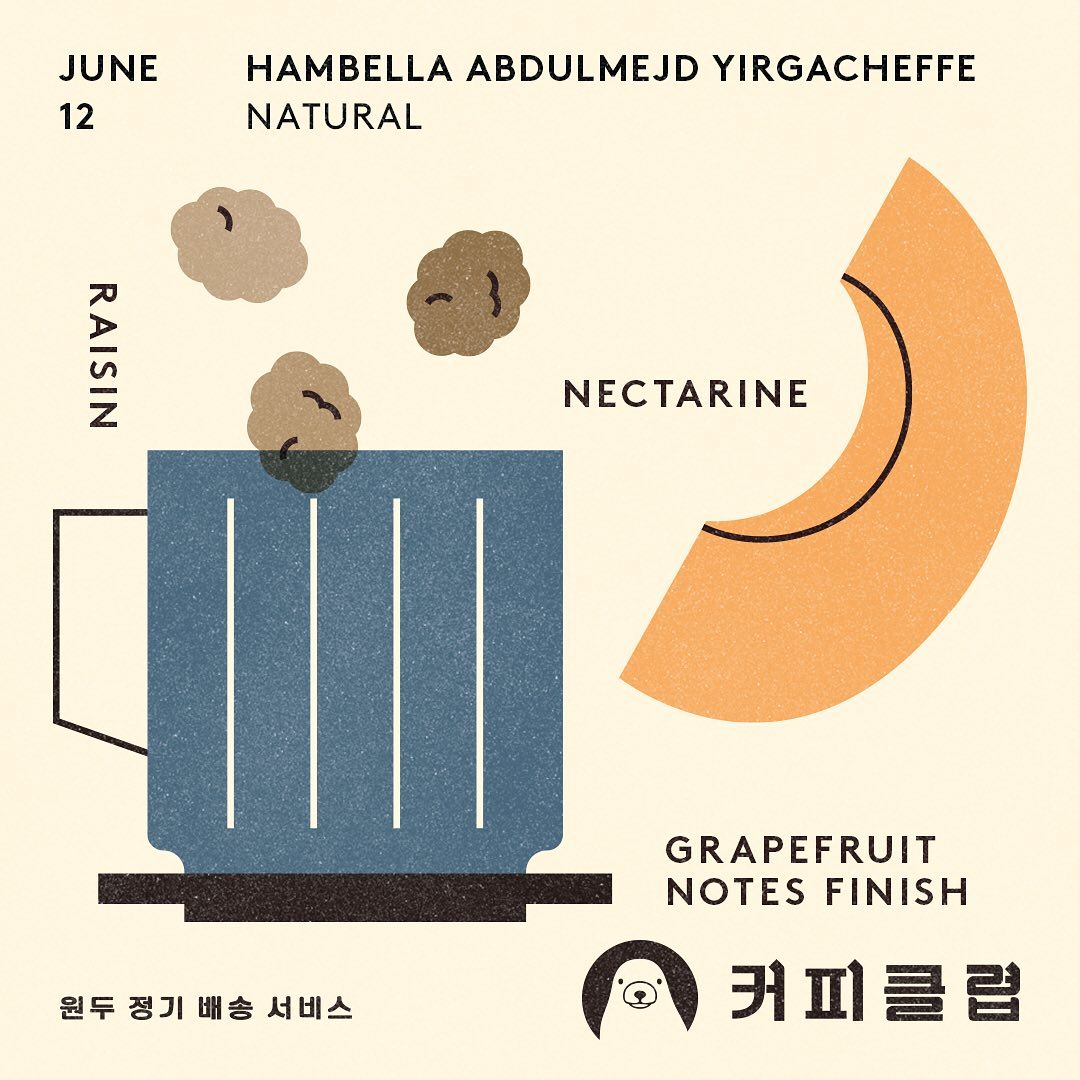 JUNE
12
HAMBELLA ABDULMEJD YIRGACHEFFE
NATURAL
RAISIN
NECTARINE
GRAPEFRUIT
NOTES FINISH
커피클럽
원두 정기 배송 서비스